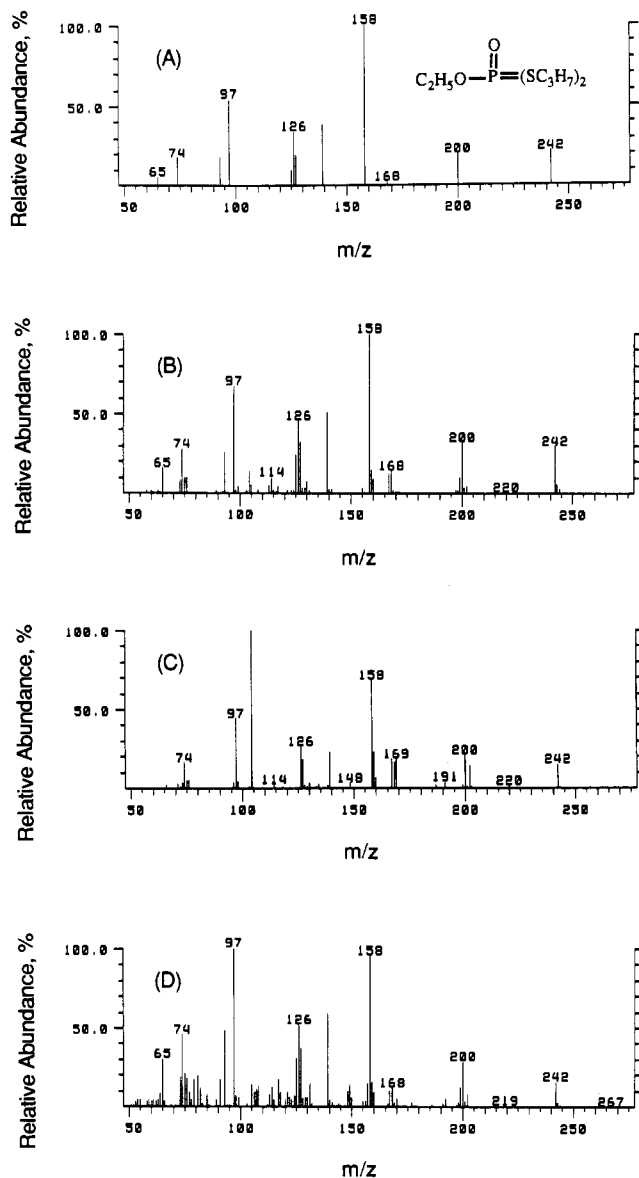 Relative Abundance, %
100.0
50.0
(A)
65
74
97
126
158
168
200
242
O
C2H5O—P=(SC3H7)2
50 100 150 200 250
m/z
Relative Abundance, %
100.0
50.0
(B)
65
74
97
114
126
158
168
200
220
242
50 100 150 200 250
m/z
Relative Abundance, %
100.0
50.0
(C)
74
97
114
126
148
158
169
191
200
220
242
50 100 150 200 250
m/z
Relative Abundance, %
100.0
50.0
(D)
65
74
97
126
158
168
200
219
242
267
50 100 150 200 250
m/z